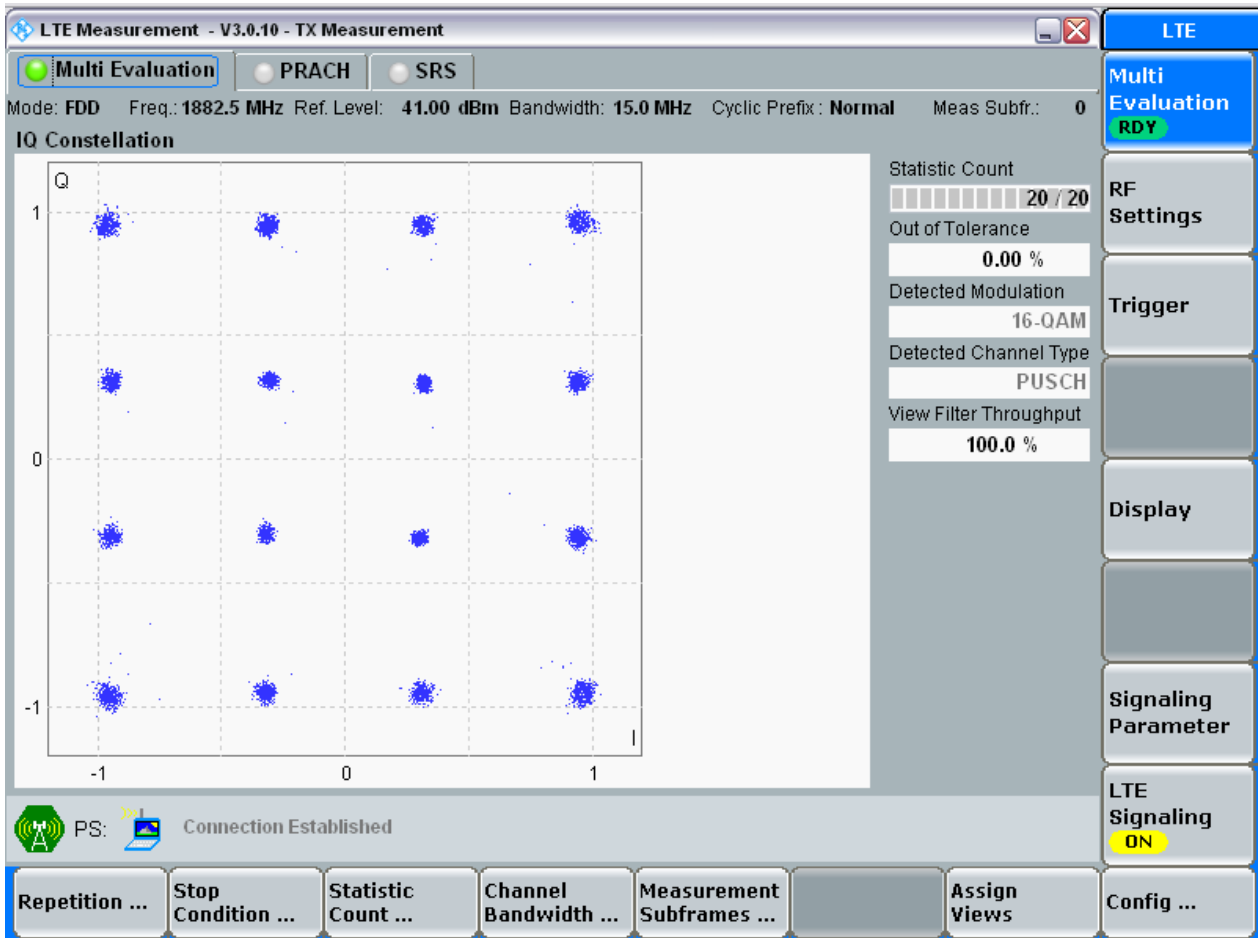 LTE Measurement - V3.0.10 - TX Measurement
LTE
Multi Evaluation PRACH SRS
Mode: FDD Freq.: 1882.5 MHz Ref. Level: 41.00 dBm Bandwidth: 15.0 MHz Cyclic Prefix : Normal Meas Subfr.: 0
IQ Constellation
Q
1
0
-1
I
-1 0 1
Statistic Count
20 / 20
Out of Tolerance
0.00 %
Detected Modulation
16-QAM
Detected Channel Type
PUSCH
View Filter Throughput
100.0 %
Multi
Evaluation
RDY
RF
Settings
Trigger
Display
Signaling
Parameter
LTE
Signaling
ON
PS: Connection Established
Repetition ...
Stop
Condition ...
Statistic
Count ...
Channel
Bandwidth ...
Measurement
Subframes ...
Assign
Views
Config ...